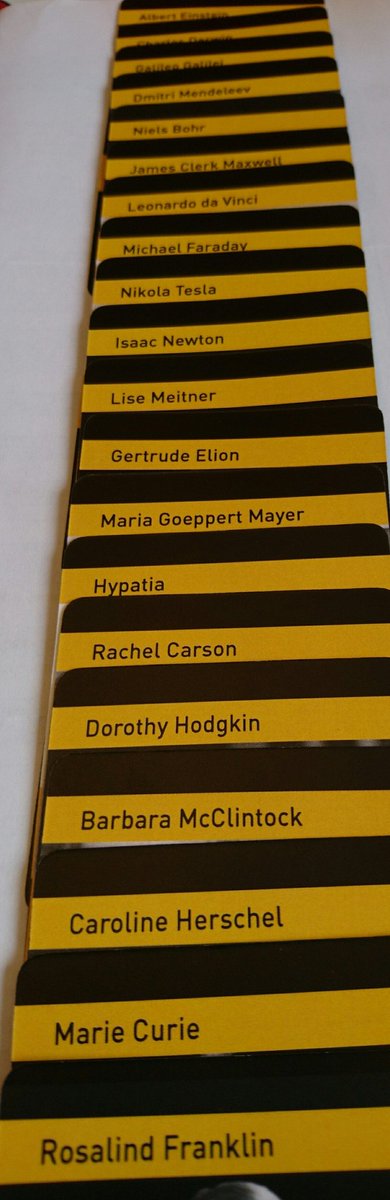 Albert Einstein
Charles Darwin
Galileo Galilei
Dmitri Mendeleev
Niels Bohr
James Clerk Maxwell
Leonardo da Vinci
Michael Faraday
Nikola Tesla
Isaac Newton
Lise Meitner
Gertrude Elion
Maria Goeppert Mayer
Hypatia
Rachel Carson
Dorothy Hodgkin
Barbara McClintock
Caroline Herschel
Marie Curie
Rosalind Franklin